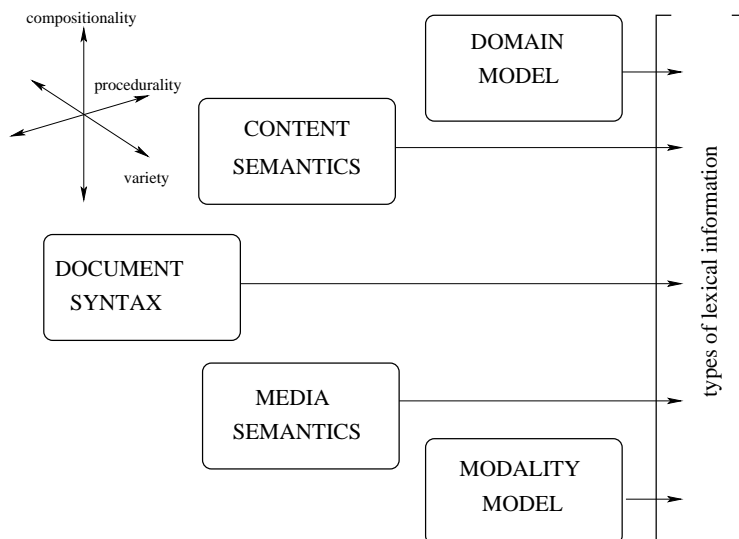 compositionality
procedurality
variety
DOMAIN
MODEL
CONTENT
SEMANTICS
DOCUMENT
SYNTAX
MEDIA
SEMANTICS
MODALITY
MODEL
types of lexical information